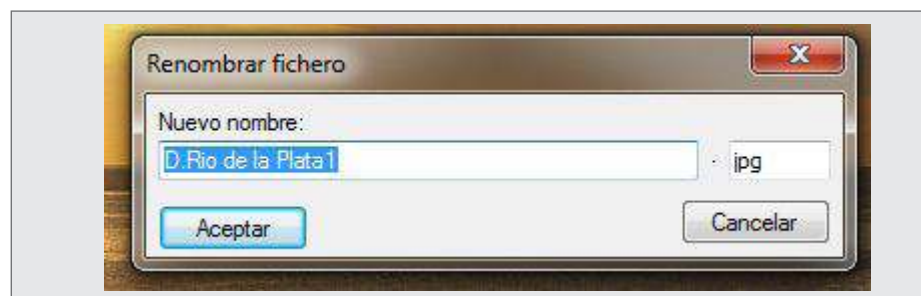 Renombrar fichero
Nuevo nombre:
D.Rio de la Plata1 . jpg
Aceptar Cancelar